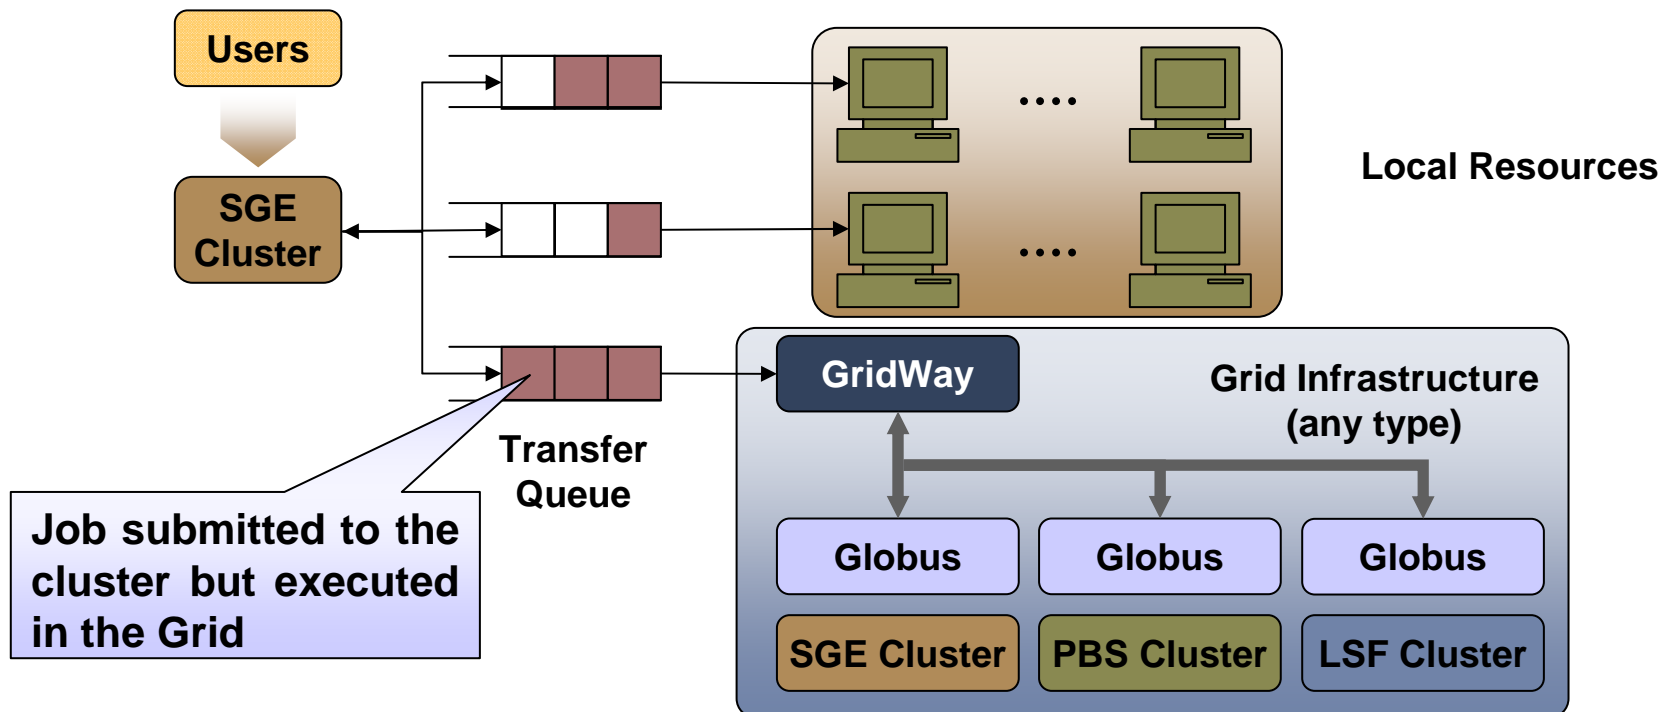 Users
SGE
Cluster
....
....
Local Resources
GridWay
Grid Infrastructure
(any type)
Transfer
Queue
Job submitted to the
cluster but executed
in the Grid
Globus
Globus
Globus
SGE Cluster
PBS Cluster
LSF Cluster